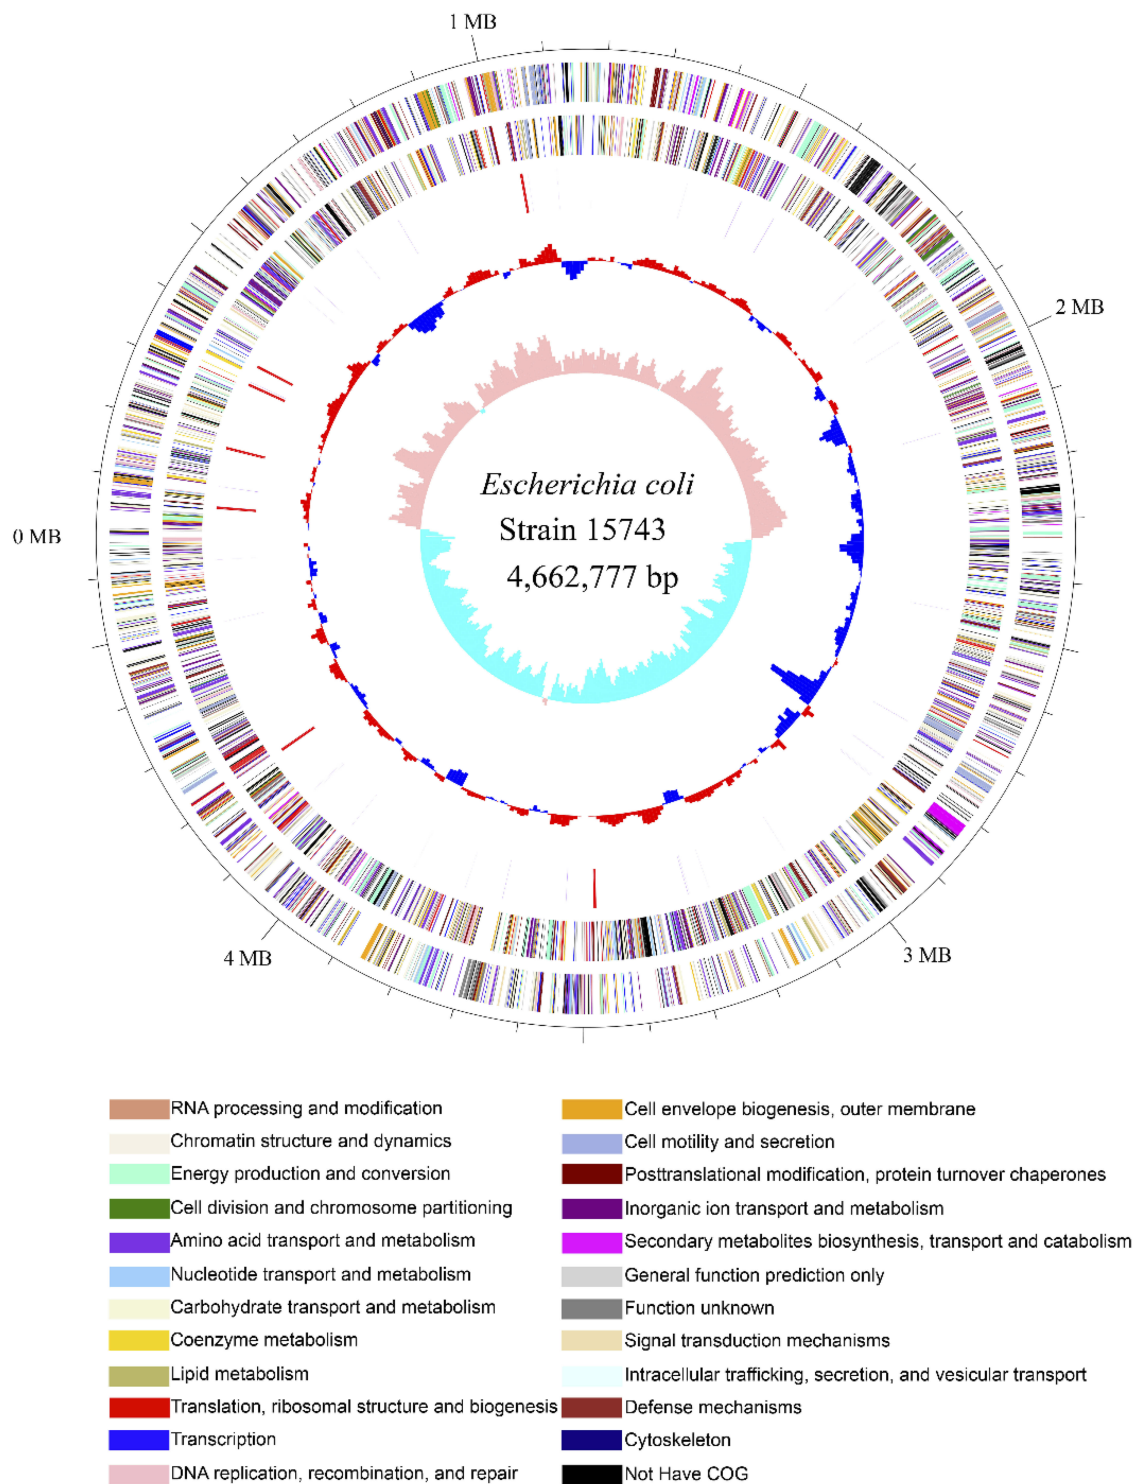 1 MB
2 MB
0 MB
Escherichia coli
Strain 15743
4,662,777 bp
4 MB
3 MB
RNA processing and modification
Chromatin structure and dynamics
Energy production and conversion
Cell division and chromosome partitioning
Amino acid transport and metabolism
Nucleotide transport and metabolism
Carbohydrate transport and metabolism
Coenzyme metabolism
Lipid metabolism
Translation, ribosomal structure and biogenesis
Transcription
DNA replication, recombination, and repair
Cell envelope biogenesis, outer membrane
Cell motility and secretion
Posttranslational modification, protein turnover chaperones
Inorganic ion transport and metabolism
Secondary metabolites biosynthesis, transport and catabolism
General function prediction only
Function unknown
Signal transduction mechanisms
Intracellular trafficking, secretion, and vesicular transport
Defense mechanisms
Cytoskeleton
Not Have COG